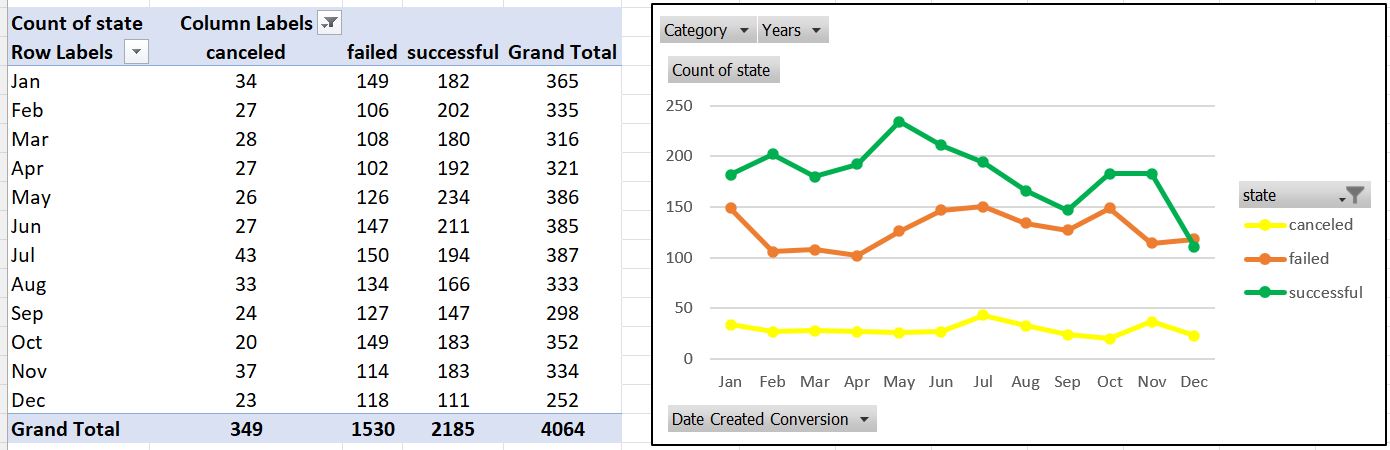 Count of state Column Labels
Row Labels canceled failed successful Grand Total
Jan 34 149 182 365
Feb 27 106 202 335
Mar 28 108 180 316
Apr 27 102 192 321
May 26 126 234 386
Jun 27 147 211 385
Jul 43 150 194 387
Aug 33 134 166 333
Sep 24 127 147 298
Oct 20 149 183 352
Nov 37 114 183 334
Dec 23 118 111 252
Grand Total 349 1530 2185 4064
Category Years
Count of state
250
200
150
100
50
0
Jan Feb Mar Apr May Jun Jul Aug Sep Oct Nov Dec
Date Created Conversion
state
canceled
failed
successful